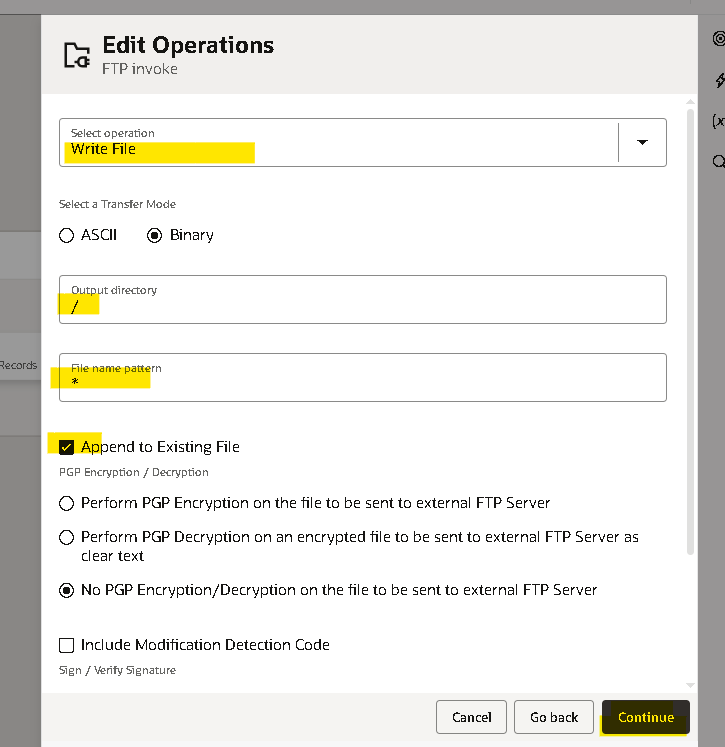 Edit Operations
FTP invoke
Select operation
Write File
Select a Transfer Mode
ASCII
Binary
Output directory
/
Records
File name pattern
*
Append to Existing File
PGP Encryption / Decryption
Perform PGP Encryption on the file to be sent to external FTP Server
Perform PGP Decryption on an encrypted file to be sent to external FTP Server as
clear text
No PGP Encryption/Decryption on the file to be sent to external FTP Server
Include Modification Detection Code
Sign / Verify Signature
Cancel
Go back
Continue